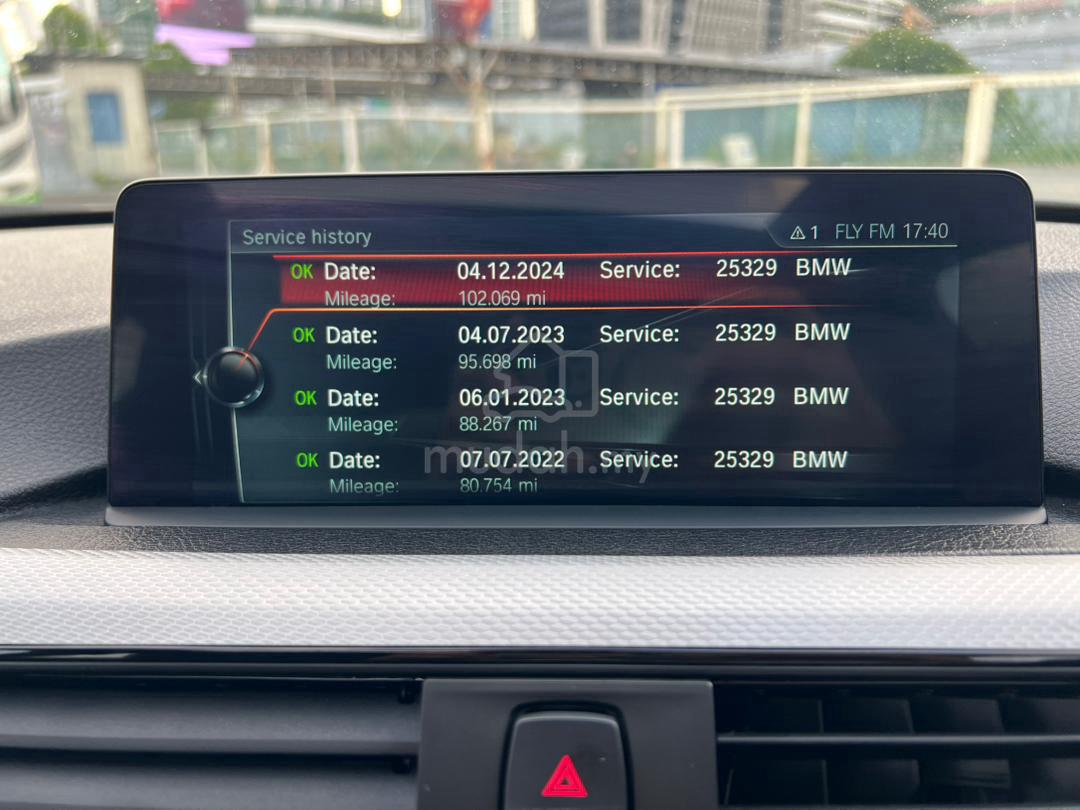 Service history
1 FLY FM 17:40
OK Date: 04.12.2024 Service: 25329 BMW
Mileage: 102.069 mi
OK Date: 04.07.2023 Service: 25329 BMW
Mileage: 95.698 mi
OK Date: 06.01.2023 Service: 25329 BMW
Mileage: 88.267 mi
OK Date: 07.07.2022 Service: 25329 BMW
mudah.my
Mileage: 80.754 mi